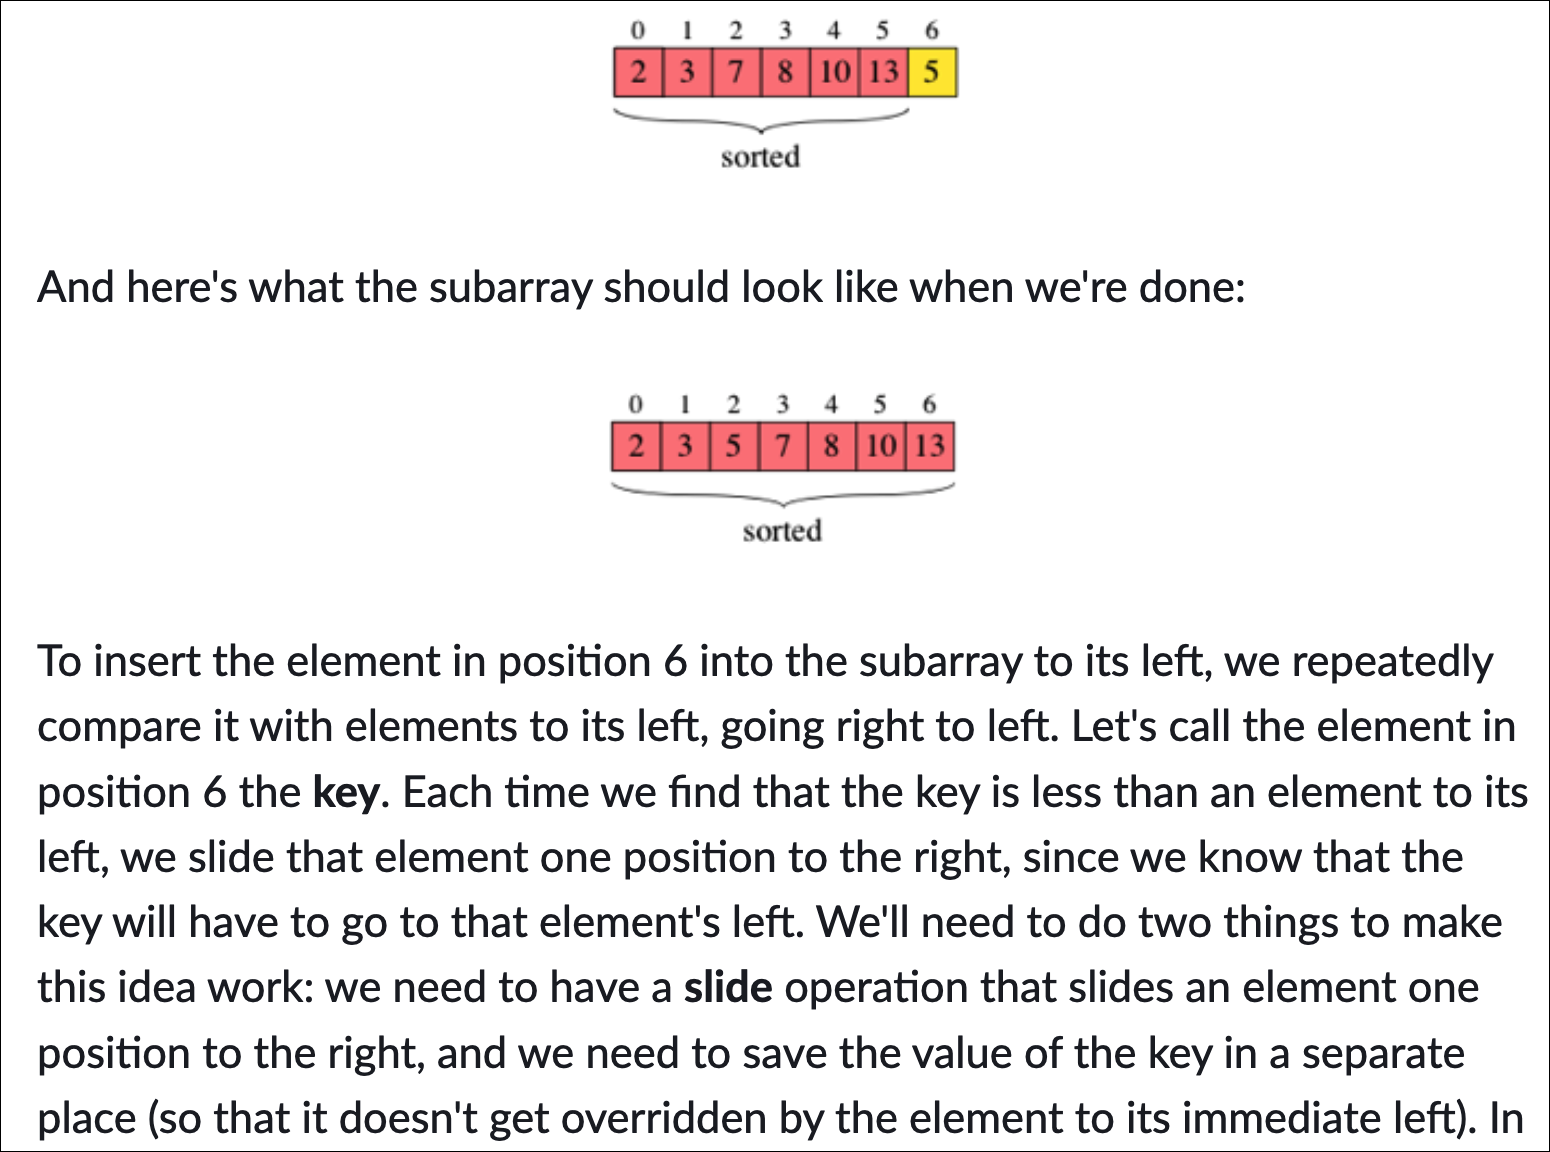 0 1 2 3 4 5 6
2 3 7 8 10 13 5
sorted
And here's what the subarray should look like when we're done:
0 1 2 3 4 5 6
2 3 5 7 8 10 13
sorted
To insert the element in position 6 into the subarray to its left, we repeatedly
compare it with elements to its left, going right to left. Let's call the element in
position 6 the key. Each time we find that the key is less than an element to its
left, we slide that element one position to the right, since we know that the
key will have to go to that element's left. We'll need to do two things to make
this idea work: we need to have a slide operation that slides an element one
position to the right, and we need to save the value of the key in a separate
place (so that it doesn't get overridden by the element to its immediate left). In